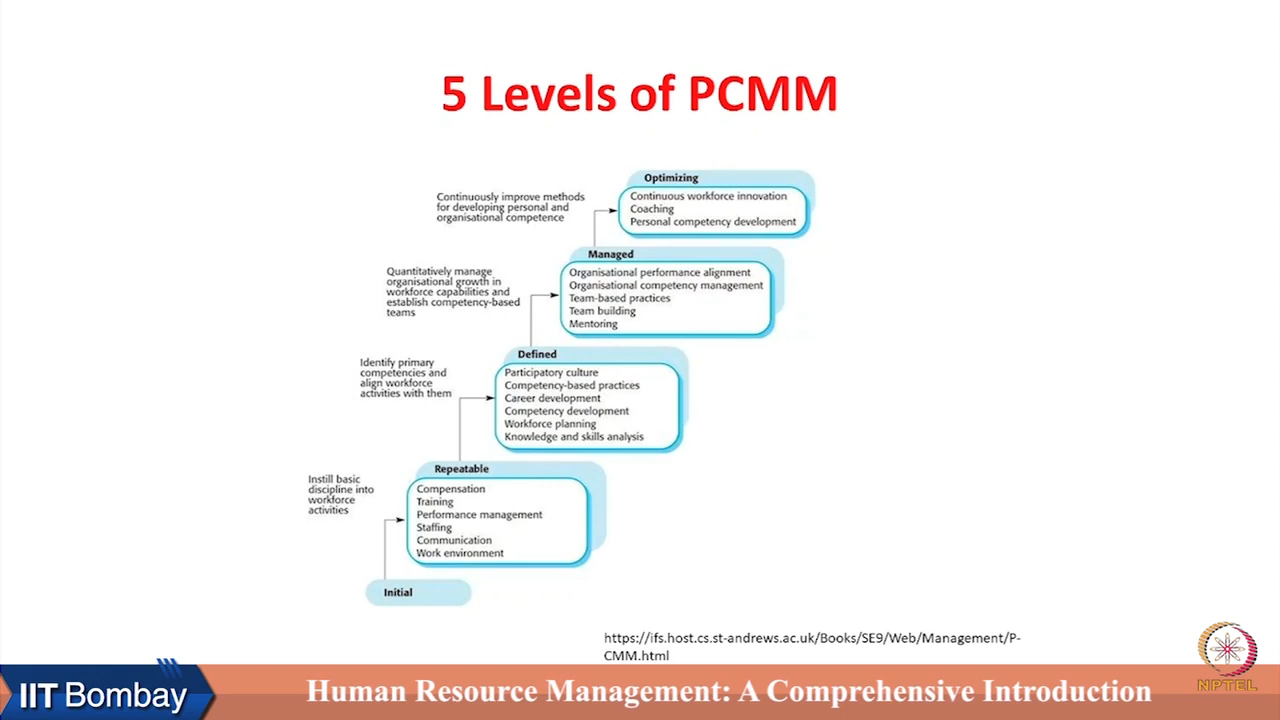 5 Levels of PCMM
Optimizing
Continuously improve methods
for developing personal and
organisational competence
Continuous workforce innovation
Coaching
Personal competency development
Managed
Quantitatively manage
organisational growth in
workforce capabilities and
establish competency-based
teams
Organisational performance alignment
Organisational competency management
Team-based practices
Team building
Mentoring
Defined
Identify primary
competencies and
align workforce
activities with them
Participatory culture
Competency-based practices
Career development
Competency development
Workforce planning
Knowledge and skills analysis
Repeatable
Instill basic
discipline into
workforce
activities
Compensation
Training
Performance management
Staffing
Communication
Work environment
Initial
https://ifs.host.cs.st-andrews.ac.uk/Books/SE9/Web/Management/P-
CMM.html
IIT Bombay
Human Resource Management: A Comprehensive Introduction
NPTEL